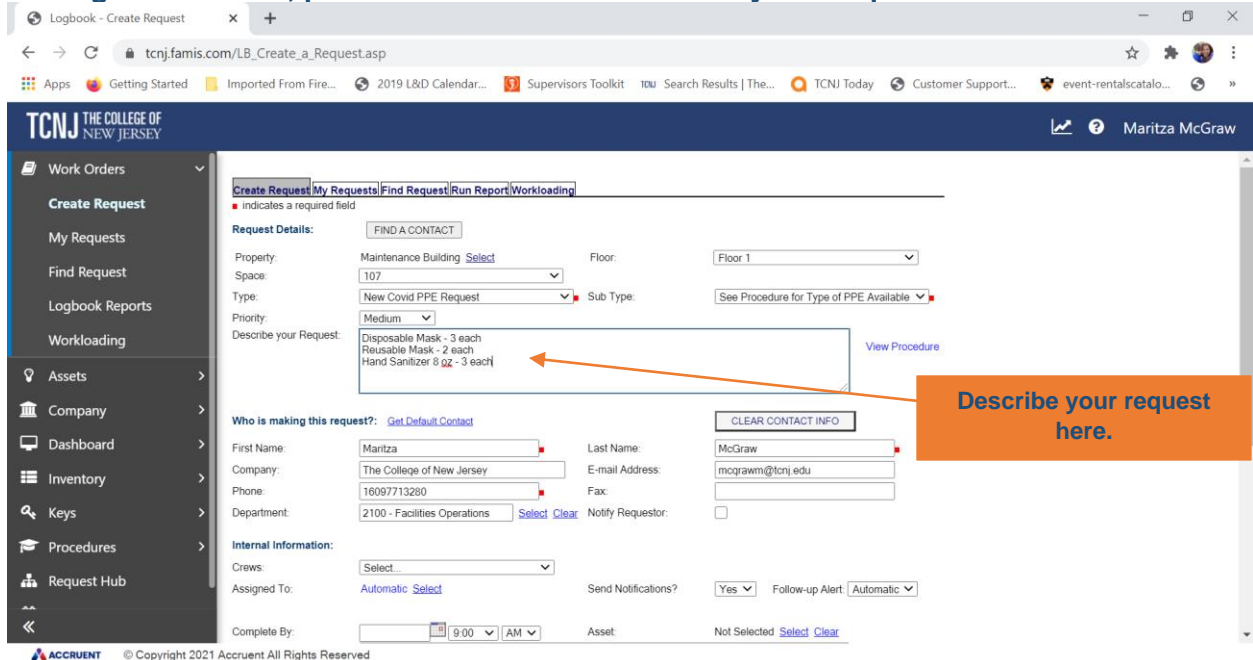 Logbook - Create Request
tcnj.famis.com/LB_Create_a_Request.asp
Apps Getting Started Imported From Fire... 2019 L&D Calendar... Supervisors Toolkit TCNJ Search Results | The... TCNJ Today Customer Support... event-rentalscatalo... »
TCNJ THE COLLEGE OF NEW JERSEY
Maritza McGraw
Work Orders
Create Request
My Requests
Find Request
Logbook Reports
Workloading
Assets
Company
Dashboard
Inventory
Keys
Procedures
Request Hub
Create Request My Requests Find Request Run Report Workloading
indicates a required field
Request Details: FIND A CONTACT
Property: Maintenance Building Select Floor: Floor 1
Space: 107
Type: New Covid PPE Request Sub Type: See Procedure for Type of PPE Available
Priority: Medium
Describe your Request: Disposable Mask - 3 each
Reusable Mask - 2 each
Hand Sanitizer 8 oz - 3 each
View Procedure
Describe your request
here.
Who is making this request?: Get Default Contact CLEAR CONTACT INFO
First Name: Maritza Last Name: McGraw
Company: The College of New Jersey E-mail Address: mcgrawm@tcnj.edu
Phone: 16097713280 Fax:
Department: 2100 - Facilities Operations Select Clear Notify Requestor:
Internal Information:
Crews: Select...
Assigned To: Automatic Select Send Notifications? Yes Follow-up Alert: Automatic
Complete By: 9:00 AM Asset: Not Selected Select Clear
ACCRUENT © Copyright 2021 Accruent All Rights Reserved